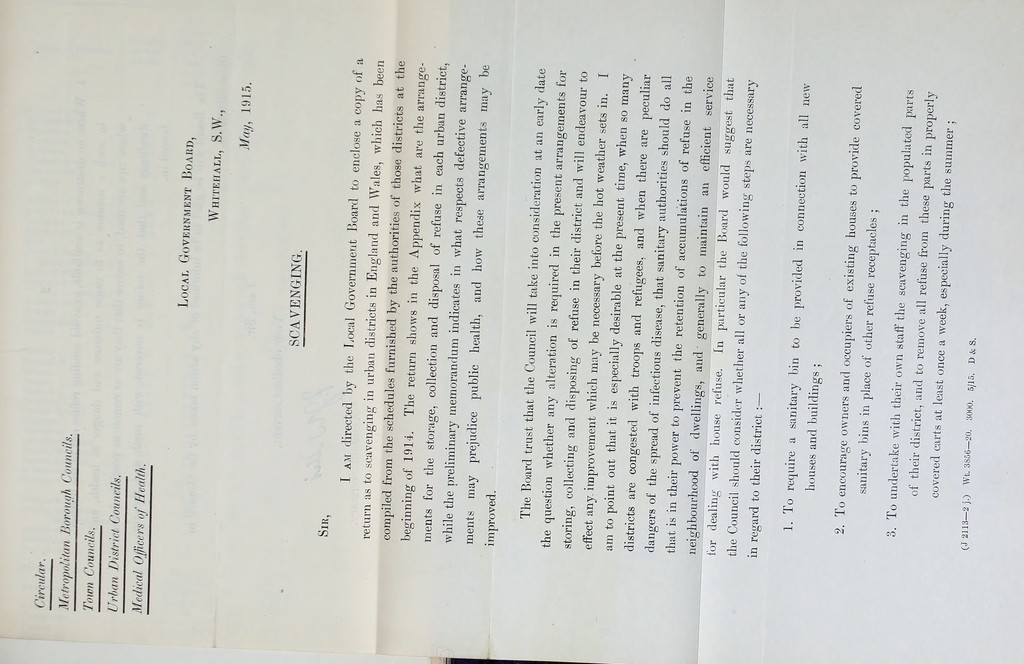 Circular.
Metropolitan Borough Councils.
Town Councils.
Urban District Councils.
Medical Officers of Health.
LOCAL GOVERNMENT BOARD,
WHITEHALL, S.W.,
May, 1915.
SCAVENGING.
SIR,
I AM directed by the Local Government Board to enclose a copy of a
return as to scavenging in urban districts in England and Wales, which has been
compiled from the schedules furnished by the authorities of those districts at the
beginning of 1914. The return shows in the Appendix what are the arrange-
ments for the storage, collection and disposal of refuse in each urban district,
while the preliminary memorandum indicates in what respects defective arrange-
ments may prejudice public health, and how these arrangements may be
improved.
The Board trust that the Council will take into consideration at an early date
the question whether any alteration is required in the present arrangements for
storing, collecting and disposing of refuse in their district and will endeavour to
effect any improvement which may be necessary before the hot weather sets in. I
am to point out that it is especially desirable at the present time, when so many
districts are congested with troops and refugees, and when there are peculiar
dangers of the spread of infectious disease, that sanitary authorities should do all
that is in their power to prevent the retention of accumulations of refuse in the
neighbourhood of dwellings, and generally to maintain an efficient service
for dealing with house refuse. In particular the Board would suggest that
the Council should consider whether all or any of the following steps are necessary
in regard to their district :—
1. To require a sanitary bin to be provided in connection with all new
houses and buildings ;
2. To encourage owners and occupiers of existing houses to provide covered
sanitary bins in place of other refuse receptacles ;
3. To undertake with their own staff the scavenging in the populated parts
of their district, and to remove all refuse from these parts in properly
covered carts at least once a week, especially during the summer ;
(J 2113—2 j.) Wt. 3856—20. 3000. 5/15. D & S.